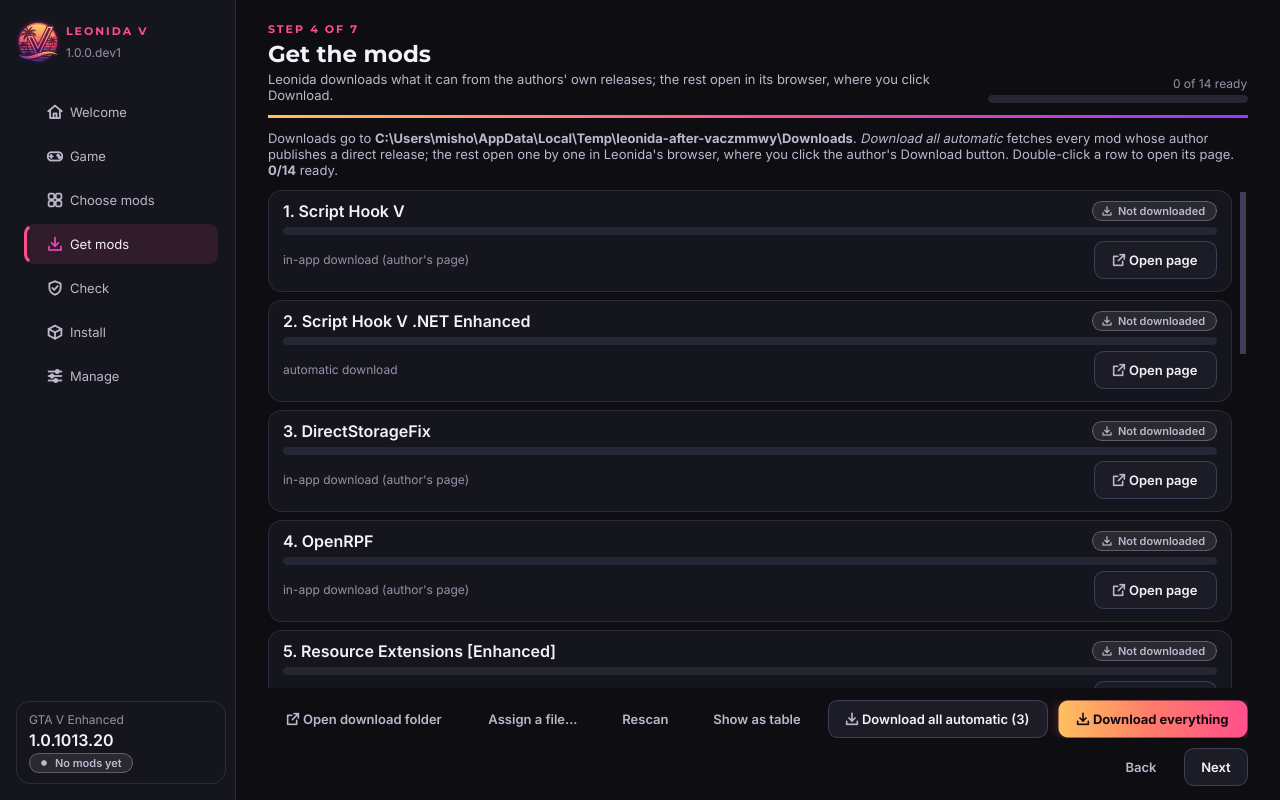 LEONIDA V
1.0.0.dev1
Welcome
Game
Choose mods
Get mods
Check
Install
Manage
GTA V Enhanced
1.0.1013.20
No mods yet
STEP 4 OF 7
Get the mods
Leonida downloads what it can from the authors' own releases; the rest open in its browser, where you click
Download.
0 of 14 ready
Downloads go to C:\Users\misho\AppData\Local\Temp\leonida-after-vaczmmwy\Downloads. Download all automatic fetches every mod whose author
publishes a direct release; the rest open one by one in Leonida's browser, where you click the author's Download button. Double-click a row to open its page.
0/14 ready.
1. Script Hook V
Not downloaded
in-app download (author's page)
Open page
2. Script Hook V .NET Enhanced
Not downloaded
automatic download
Open page
3. DirectStorageFix
Not downloaded
in-app download (author's page)
Open page
4. OpenRPF
Not downloaded
in-app download (author's page)
Open page
5. Resource Extensions [Enhanced]
Not downloaded
Open download folder
Assign a file...
Rescan
Show as table
Download all automatic (3)
Download everything
Back
Next